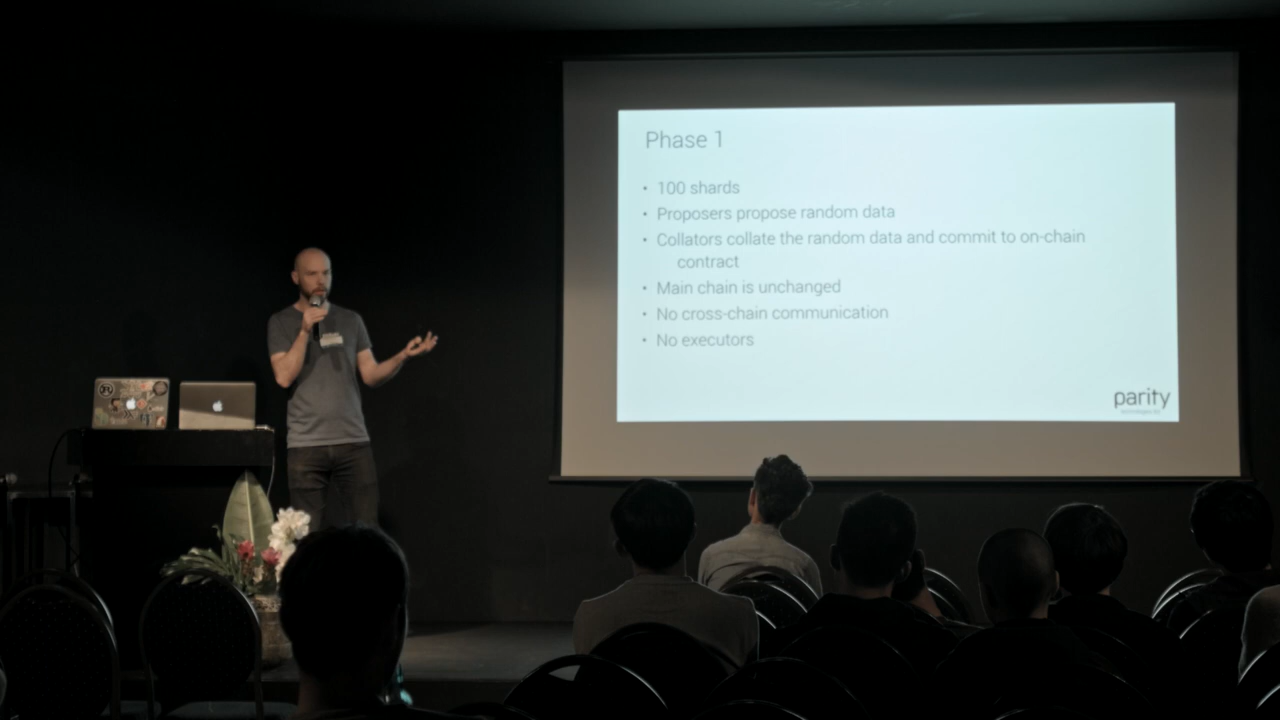 Phase 1
• 100 shards
• Proposers propose random data
• Collators collate the random data and commit to on-chain
contract
• Main chain is unchanged
• No cross-chain communication
• No executors
parity
technologies